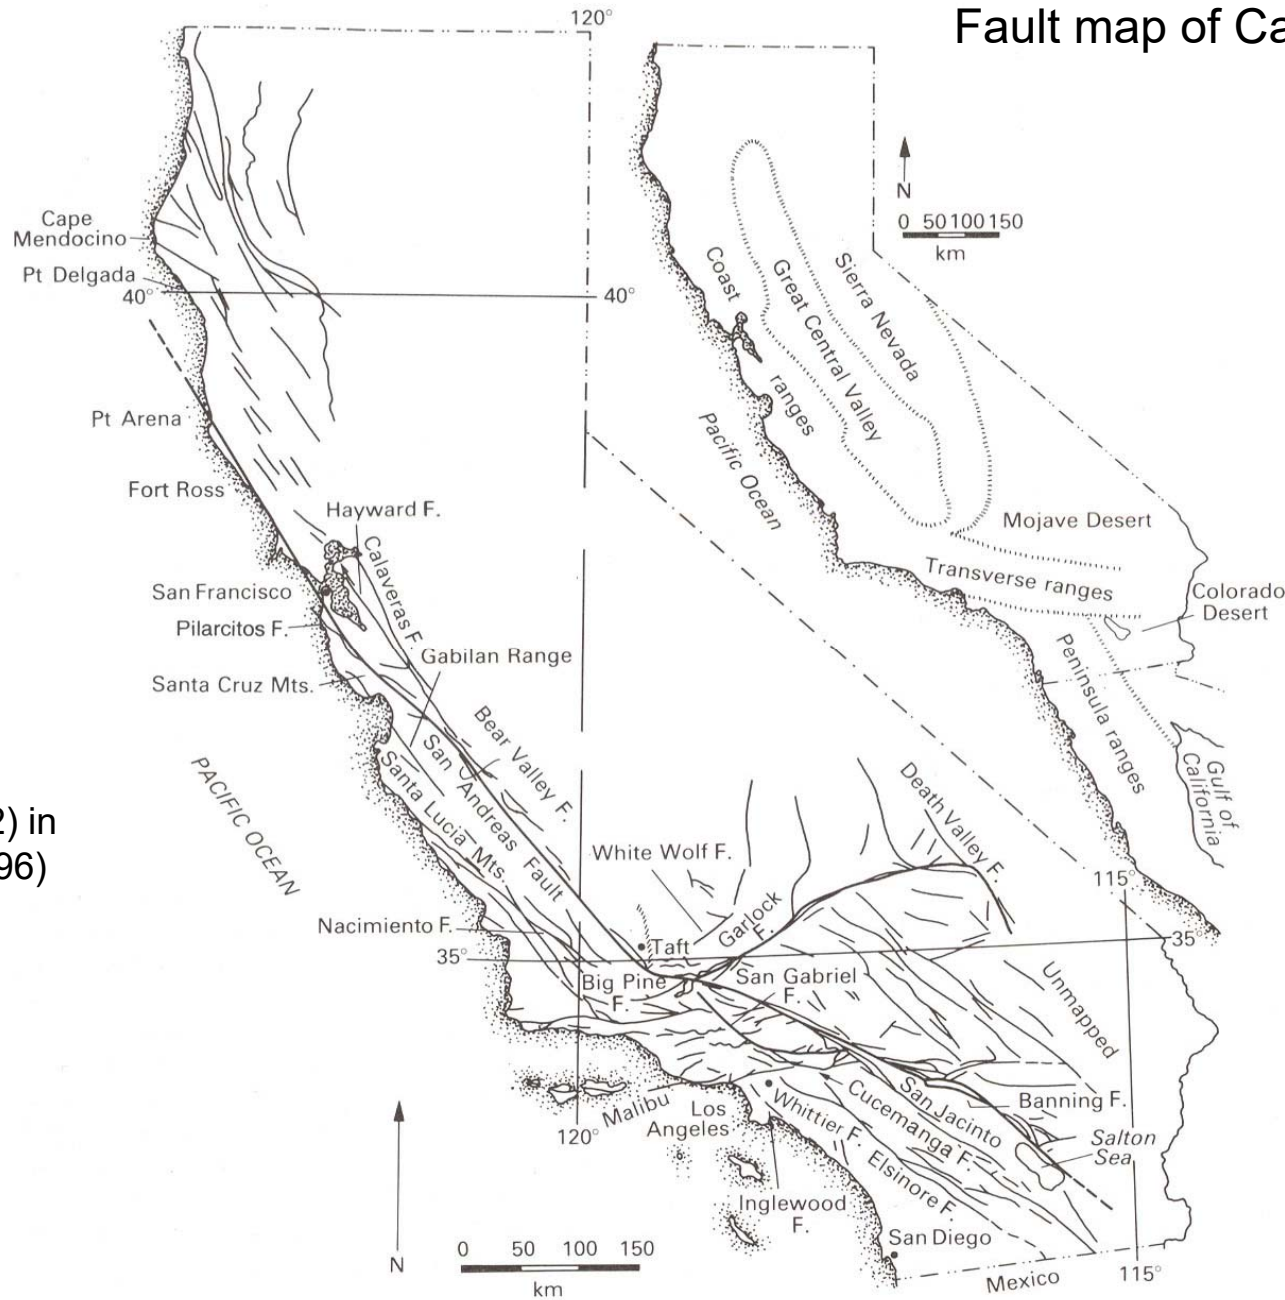 Fault map of Ca
120°
Cape
Mendocino
Pt Delgada
40°
40°
Pt Arena
Fort Ross
Hayward F.
Calaveras F.
San Francisco
Pilarcitos F.
Gabilan Range
Santa Cruz Mts.
Bear Valley F.
San Andreas Fault
Santa Lucia Mts.
PACIFIC OCEAN
2) in
96)
White Wolf F.
Death Valley F.
Nacimiento F.
Taft
Garlock
F.
35°
35°
115°
Big Pine
F.
San Gabriel
F.
Unmapped
Banning F.
San Jacinto
Cucemanga F.
Whittier F.
Elsinore F.
Salton
Sea
Malibu
Los
Angeles
120°
Inglewood
F.
San Diego
Mexico
115°
N
0 50 100 150
km
N
0 50 100 150
km
Coast
ranges
Great Central Valley
Sierra Nevada
Pacific Ocean
Mojave Desert
Transverse ranges
Colorado
Desert
Peninsula ranges
Gulf of
California